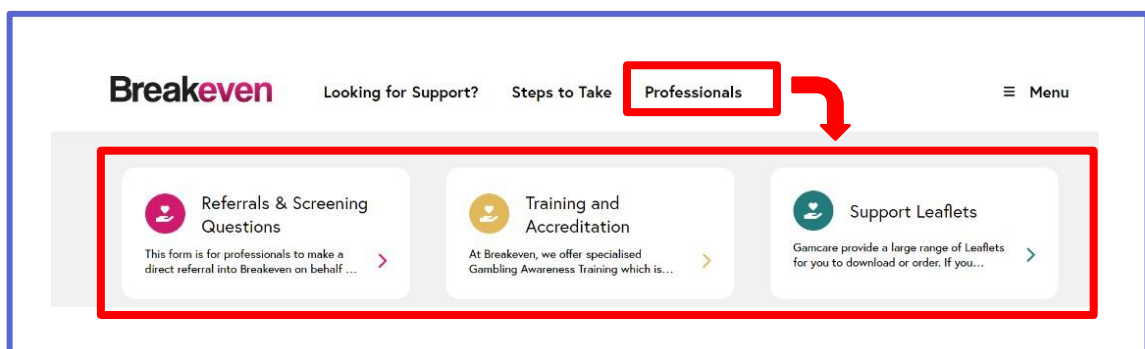 Breakeven Looking for Support? Steps to Take Professionals ≡ Menu
Referrals & Screening
Questions
This form is for professionals to make a
direct referral into Breakeven on behalf ...
Training and
Accreditation
At Breakeven, we offer specialised
Gambling Awareness Training which is...
Support Leaflets
Gamcare provide a large range of Leaflets
for you to download or order. If you...